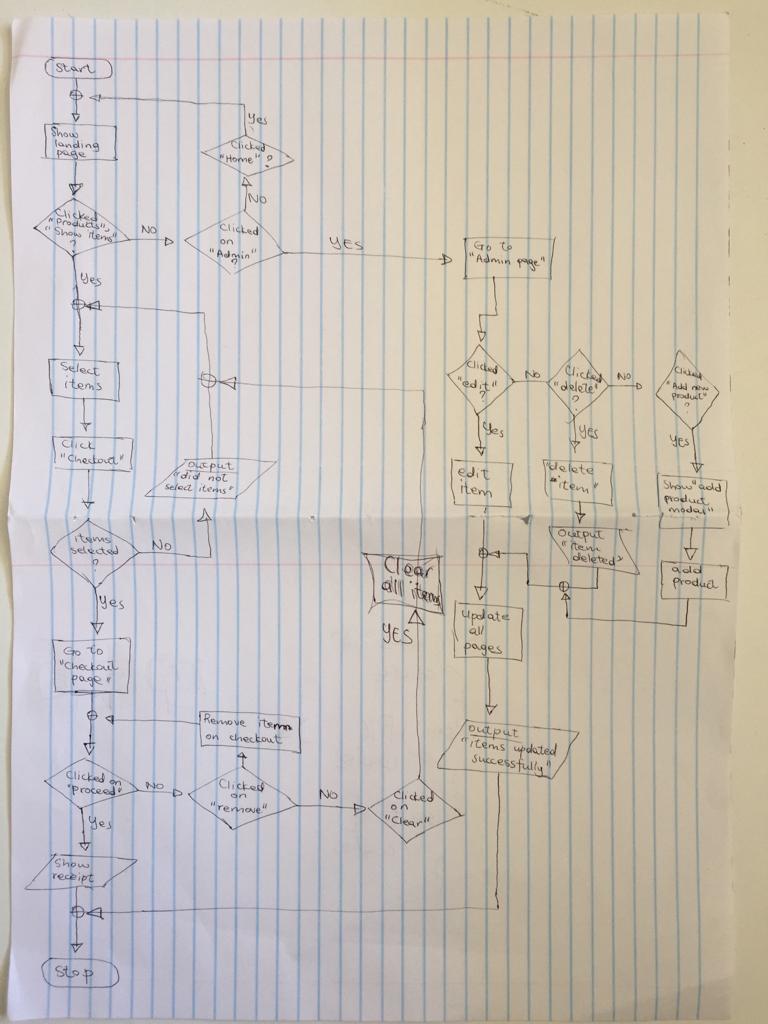 Start
Show
landing
page
Yes
Clicked
"Home" ?
NO
Clicked
"Products",
"Show items"
?
NO
Clicked
on
"Admin"
?
YES
Go to
"Admin page"
Yes
Select
items
Click
"Checkout"
output
"did not
select items"
items
selected
?
No
Yes
Clicked
"edit"
?
No
Clicked
"delete"
?
NO
Clicked
"Add new
product"
?
Yes
YES
YES
edit
item
"delete
item"
Show "add
product
modal"
Output
"item
deleted"
add
product
Clear
all items
YES
update
all
pages
Go to
"Checkout
page"
Remove item
on checkout
output
"items updated
successfully"
Clicked on
"proceed"
NO
Clicked
on
"remove"
NO
Clicked
on
"Clear"
Yes
Show
receipt
Stop